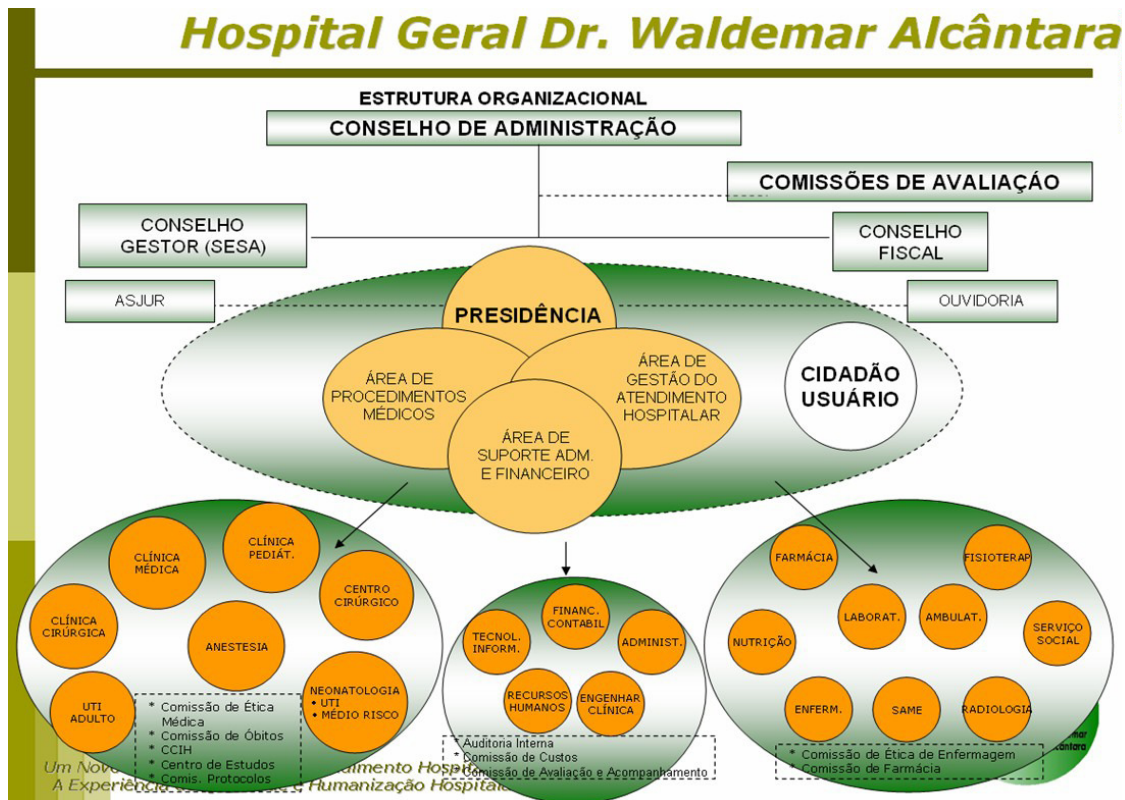 Hospital Geral Dr. Waldemar Alcântara
ESTRUTURA ORGANIZACIONAL
CONSELHO DE ADMINISTRAÇÃO
COMISSÕES DE AVALIAÇÁO
CONSELHO
GESTOR (SESA)
CONSELHO
FISCAL
ASJUR
OUVIDORIA
PRESIDÊNCIA
ÁREA DE
PROCEDIMENTOS
MÉDICOS
ÁREA DE
GESTÃO DO
ATENDIMENTO
HOSPITALAR
CIDADÃO
USUÁRIO
ÁREA DE
SUPORTE ADM.
E FINANCEIRO
CLÍNICA
MÉDICA
CLÍNICA
PEDIÁT.
CENTRO
CIRÚRGICO
CLÍNICA
CIRÚRGICA
ANESTESIA
UTI
ADULTO
NEONATOLOGIA
♦ UTI
♦ MÉDIO RISCO
* Comissão de Ética
Médica
* Comissão de Óbitos
* CCIH
* Centro de Estudos
* Comis. Protocolos
FINANC.
CONTABIL
TECNOL.
INFORM.
ADMINIST.
RECURSOS
HUMANOS
ENGENHAR
CLÍNICA
* Auditoria Interna
* Comissão de Custos
* Comissão de Avaliação e Acompanhamento
FARMÁCIA
FISIOTERAP
LABORAT.
AMBULAT.
NUTRIÇÃO
SERVIÇO
SOCIAL
ENFERM.
SAME
RADIOLOGIA
* Comissão de Ética de Enfermagem
* Comissão de Farmácia
Um
A
e Humanização